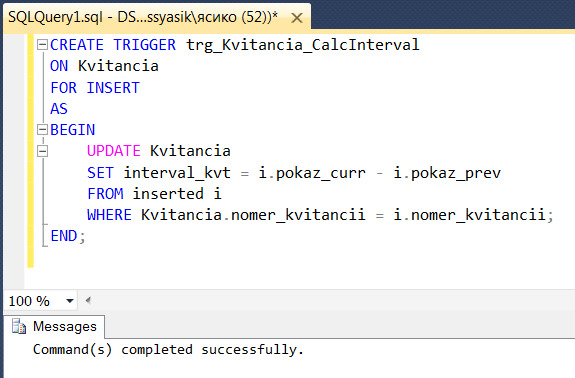 SQLQuery1.sql - DS...ssyasik\ясико (52))*
CREATE TRIGGER trg_Kvitancia_CalcInterval
ON Kvitancia
FOR INSERT
AS
BEGIN
    UPDATE Kvitancia
    SET interval_kvt = i.pokaz_curr - i.pokaz_prev
    FROM inserted i
    WHERE Kvitancia.nomer_kvitancii = i.nomer_kvitancii;
END;
100 %
Messages
Command(s) completed successfully.